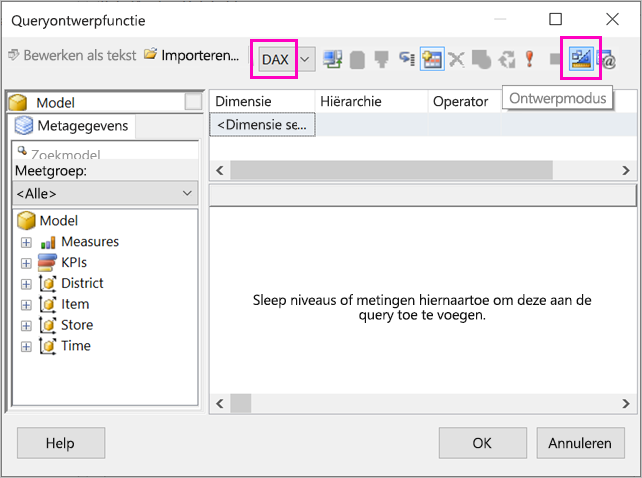 Queryontwerpfunctie
Bewerken als tekst Importeren... DAX
Ontwerpmodus
Model
Metagegevens
Zoekmodel
Meetgroep:
<Alle>
Model
Measures
KPIs
District
Item
Store
Time
Dimensie Hiërarchie Operator
<Dimensie se...
Sleep niveaus of metingen hiernaartoe om deze aan de
query toe te voegen.
Help OK Annuleren